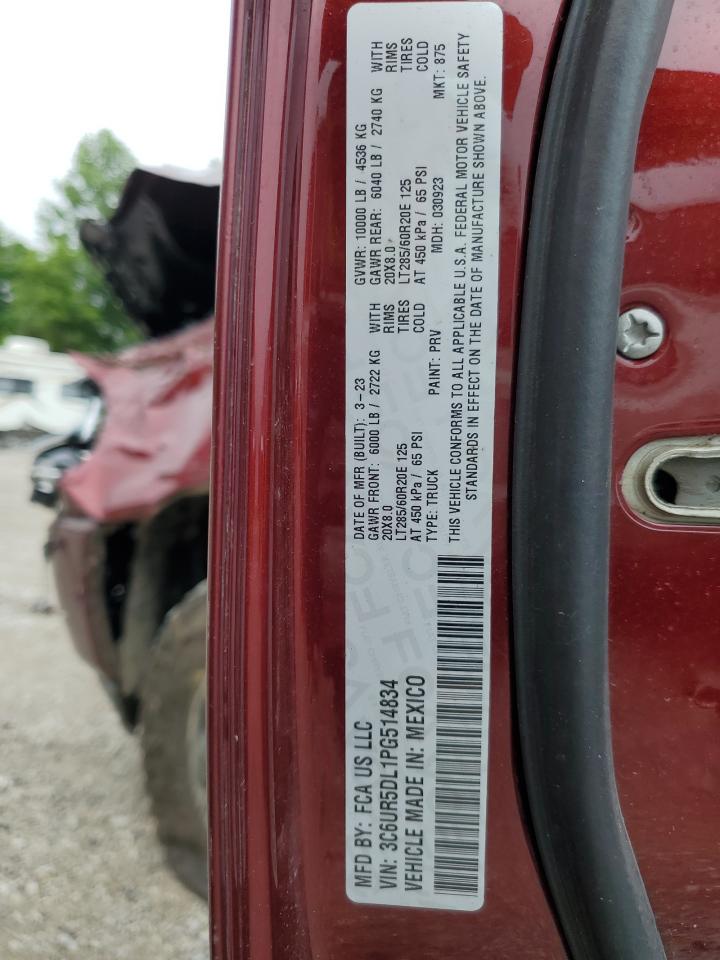 MFD BY: FCA US LLC
VIN: 3C6UR5DL1PG514834
VEHICLE MADE IN: MEXICO
DATE OF MFR (BUILT): 3-23 GVWR: 10000 LB / 4536 KG
GAWR FRONT: 6000 LB / 2722 KG WITH GAWR REAR: 6040 LB / 2740 KG WITH
20X8.0 RIMS 20X8.0 RIMS
LT285/60R20E 125 TIRES LT285/60R20E 125 TIRES
AT 450 kPa / 65 PSI COLD AT 450 kPa / 65 PSI COLD
TYPE: TRUCK PAINT: PRV MDH: 030923 MKT: 875
THIS VEHICLE CONFORMS TO ALL APPLICABLE U.S.A. FEDERAL MOTOR VEHICLE SAFETY
STANDARDS IN EFFECT ON THE DATE OF MANUFACTURE SHOWN ABOVE.